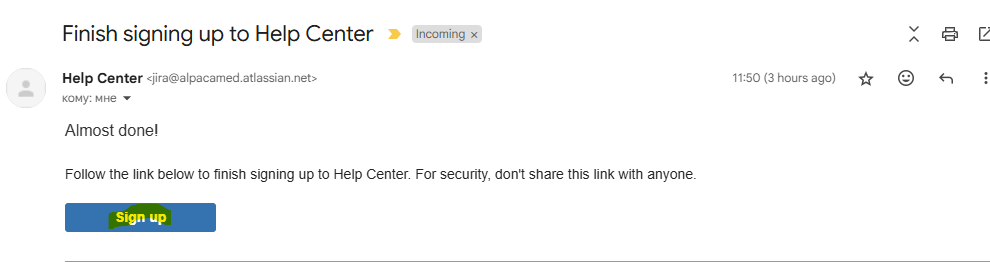 Finish signing up to Help Center Incoming ×
Help Center <jira@alpacamed.atlassian.net> 11:50 (3 hours ago)
кому: мне
Almost done!
Follow the link below to finish signing up to Help Center. For security, don't share this link with anyone.
Sign up